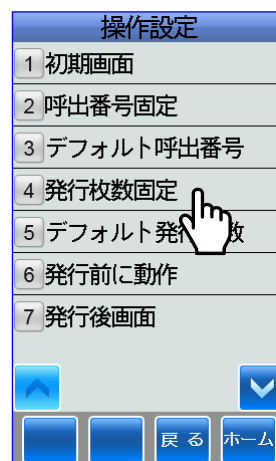 操作設定
1 初期画面
2 呼出番号固定
3 デフォルト呼出番号
4 発行枚数固定
5 デフォルト発行 数
6 発行前に動作
7 発行後画面
戻る ホーム